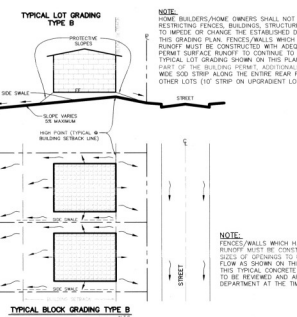 TYPICAL LOT GRADING
TYPE B
PROTECTIVE
SLOPES
SIDE SWALE
FF
STREET
SLOPE VARIES
5% MAXIMUM
HIGH POINT (TYPICAL @
BUILDING SETBACK LINE)
SIDE SWALE
SIDE SWALE
STREET
TYPICAL BLOCK GRADING TYPE B
NOTE:
HOME BUILDERS/HOME OWNERS SHALL NOT
RESTRICTING FENCES, BUILDINGS, STRUCTURE
TO IMPEDE OR CHANGE THE ESTABLISHED D
THIS GRADING PLAN. FENCES/WALLS WHICH
RUNOFF MUST BE CONSTRUCTED WITH ADEQ
PERMIT SURFACE RUNOFF TO CONTINUE TO
TYPICAL LOT GRADING SHOWN ON THIS PLAN
PART OF THE BUILDING PERMIT, ADDITIONAL
WIDE SOD STRIP ALONG THE ENTIRE REAR P
OTHER LOTS (10' STRIP ON UPGRADIENT LO
NOTE:
FENCES/WALLS WHICH H
RUNOFF MUST BE CONST
SIZES OF OPENINGS TO
FLOW AS SHOWN ON THI
THIS TYPICAL CONCRETE
TO BE REVIEWED AND A
DEPARTMENT AT THE TIM